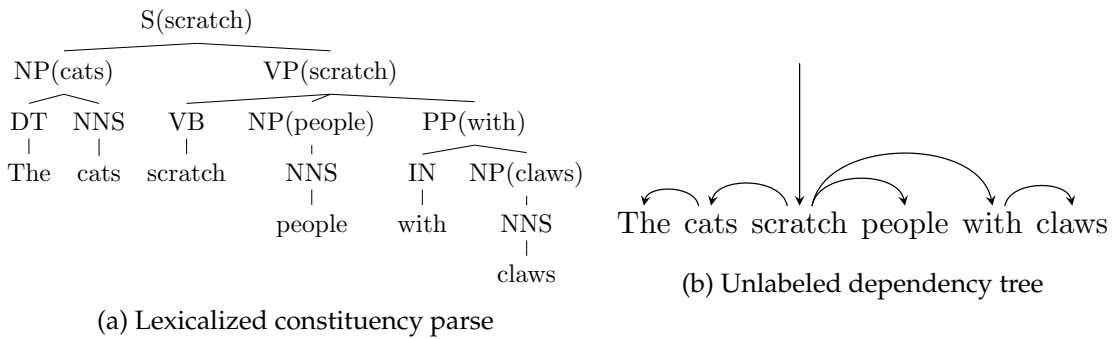 S(scratch)
NP(cats) VP(scratch)
DT NNS VB NP(people) PP(with)
The cats scratch NNS IN NP(claws)
people with NNS
claws
(a) Lexicalized constituency parse
The cats scratch people with claws
(b) Unlabeled dependency tree